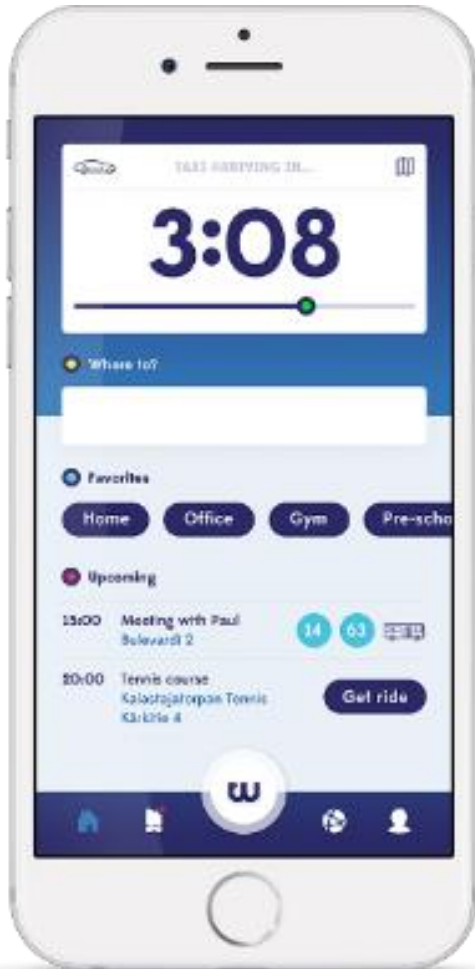 TAXI ARRIVING IN...
3:08
Where to?
Favorites
Home Office Gym Pre-scho
Upcoming
15:00 Meeting with Paul 14 63
Bulevardi 2
20:00 Tennis course Get ride
Kalastajatorpan Tennis
Kärkitie 4
w